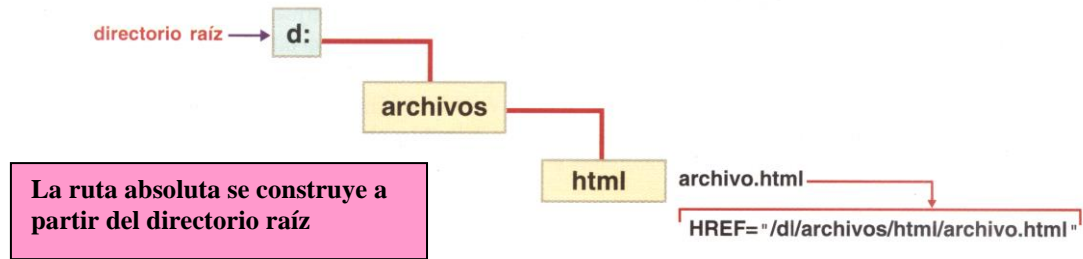 directorio raíz
d:
archivos
html
archivo.html
La ruta absoluta se construye a
partir del directorio raíz
HREF="/dl/archivos/html/archivo.html"